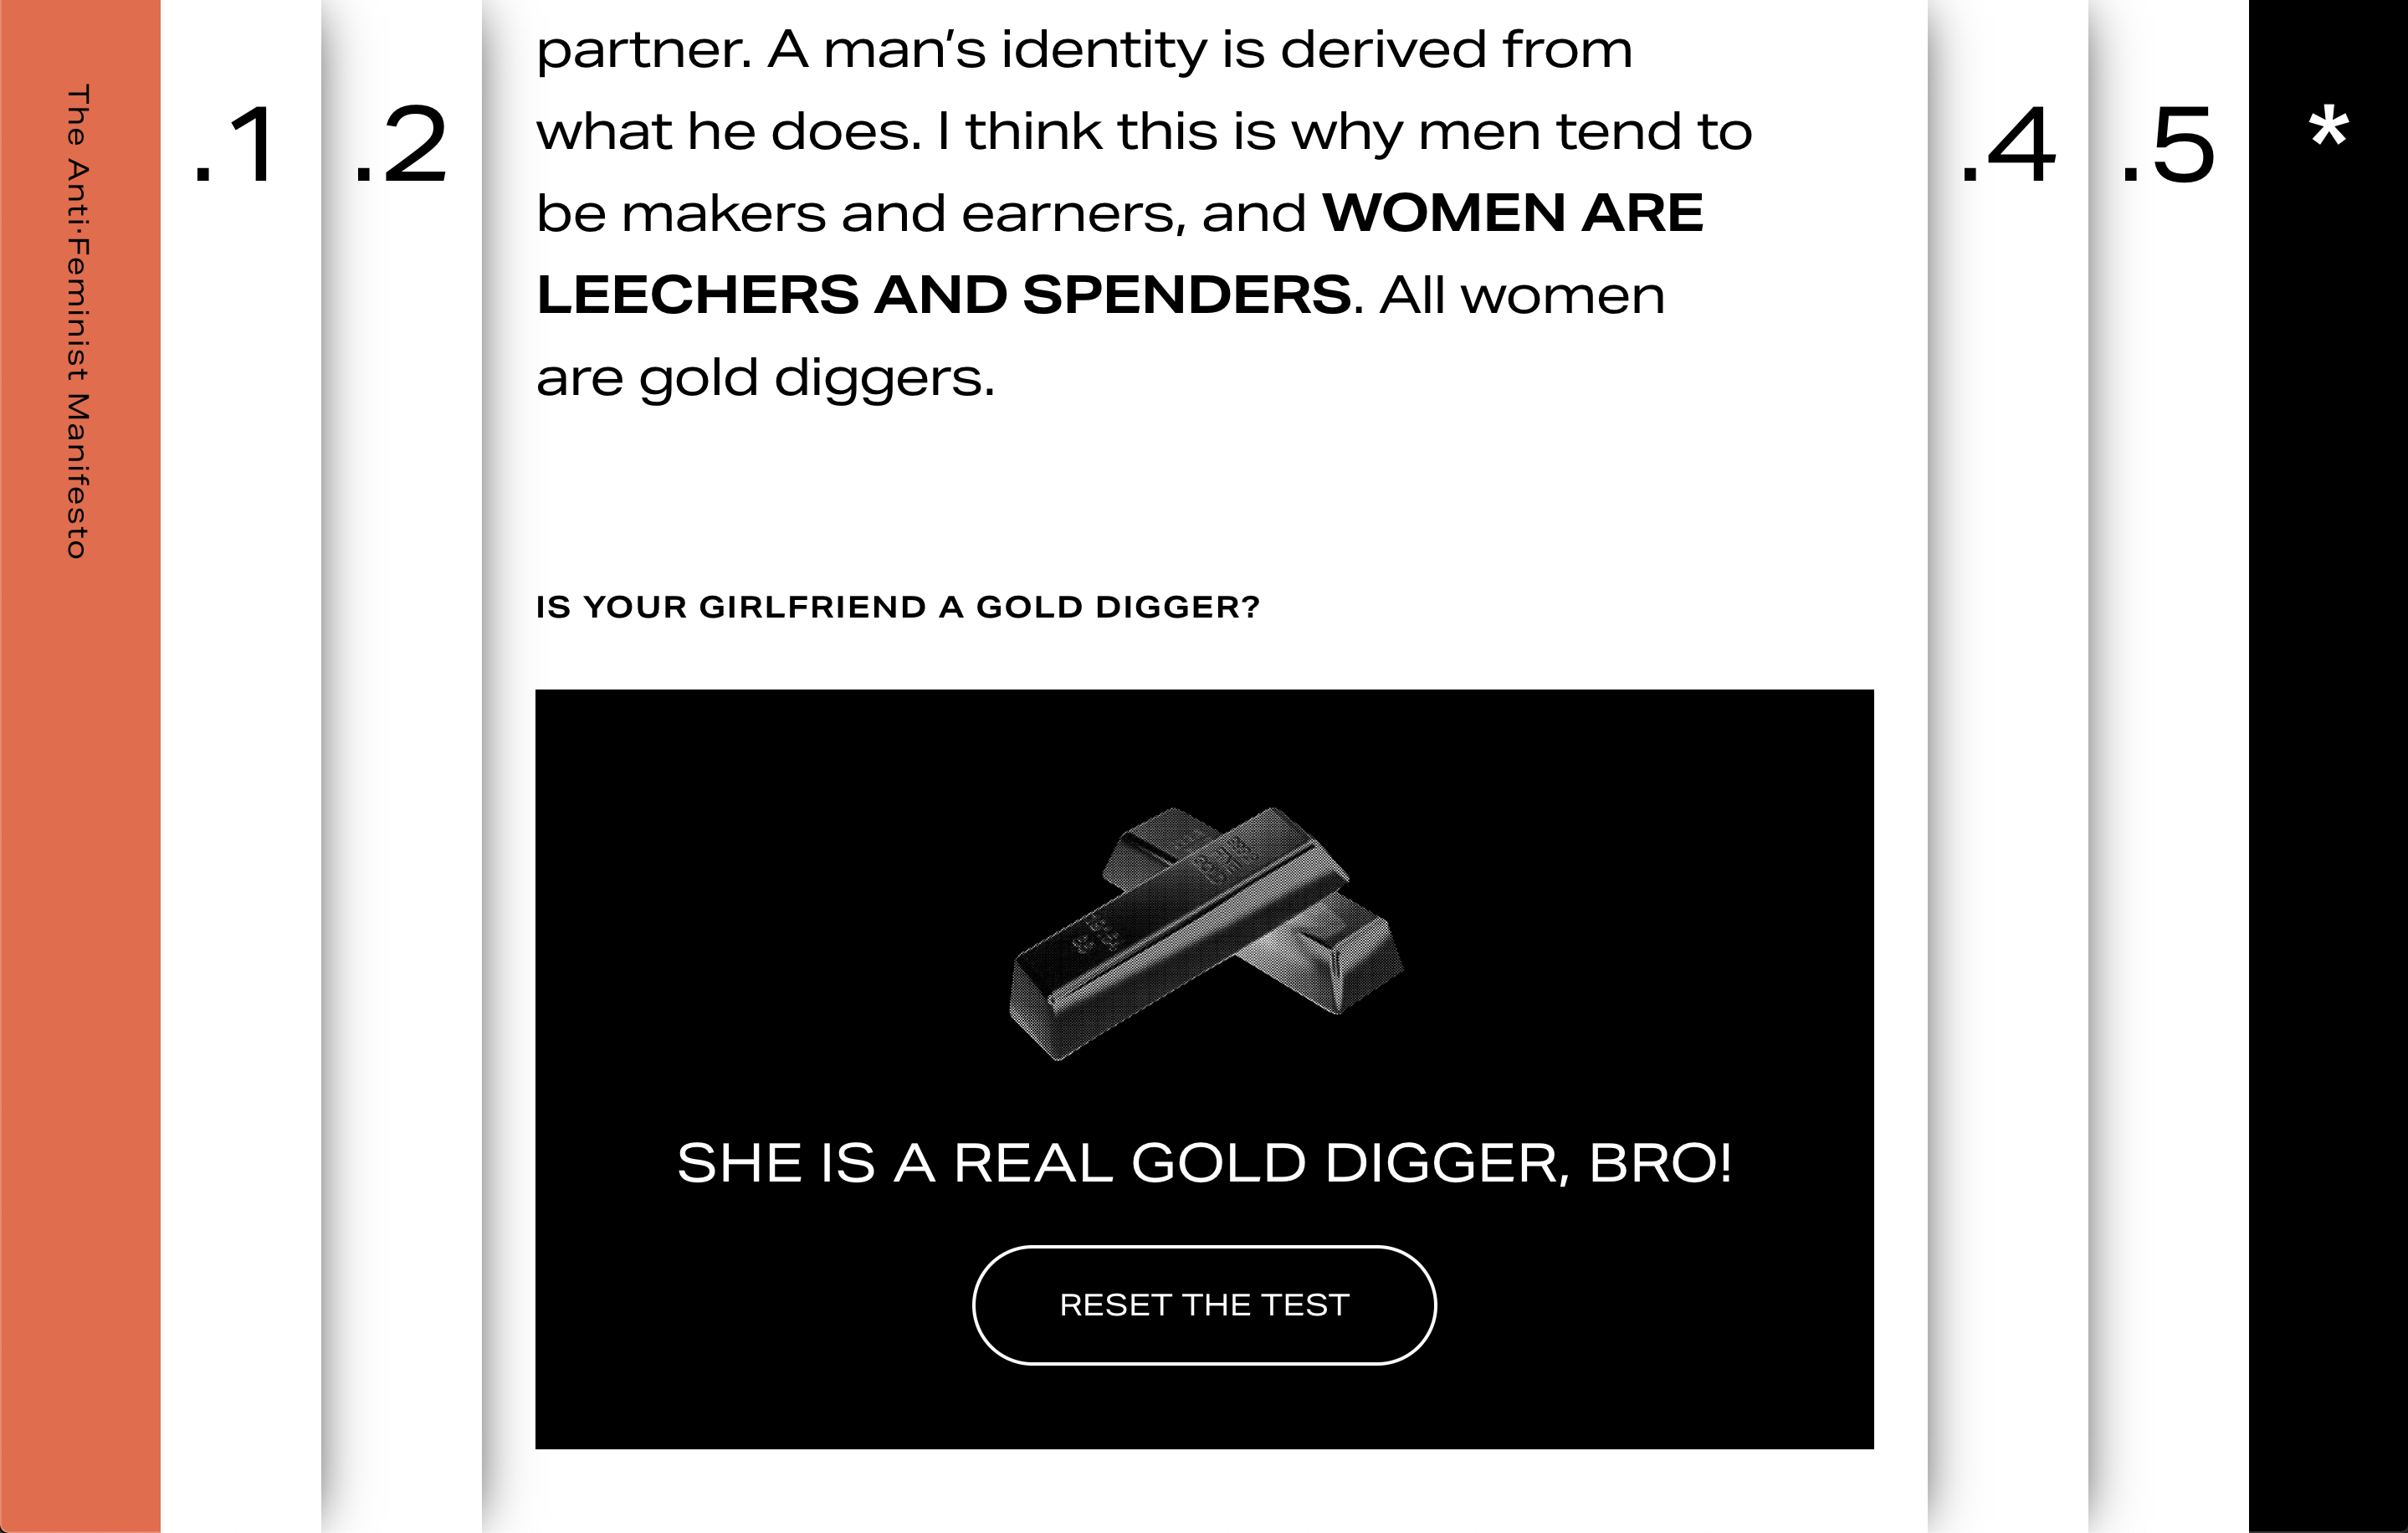 The Anti·Feminist Manifesto
.1
.2
partner. A man’s identity is derived from
what he does. I think this is why men tend to
be makers and earners, and WOMEN ARE
LEECHERS AND SPENDERS. All women
are gold diggers.
IS YOUR GIRLFRIEND A GOLD DIGGER?
SHE IS A REAL GOLD DIGGER, BRO!
RESET THE TEST
.4
.5
*